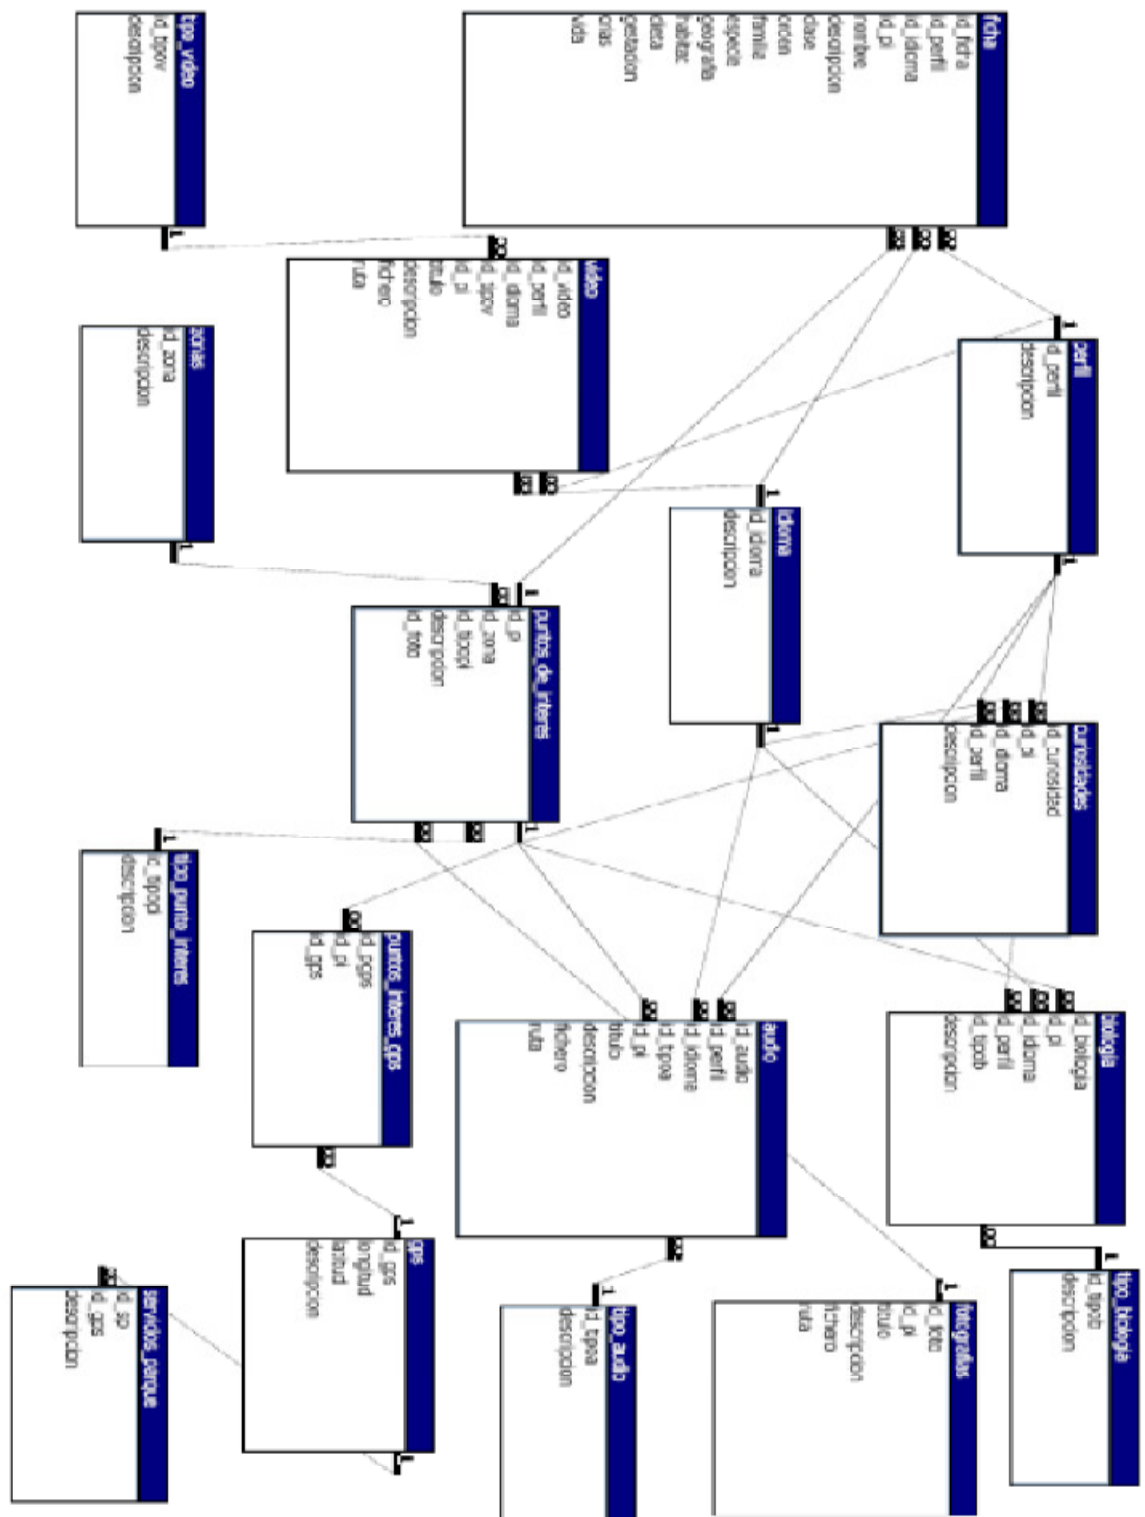 ficha
id_ficha
id_perfil
id_idioma
id_pi
nombre
descripcion
clase
orden
familia
especie
geografia
habitat
dieta
gestacion
crias
vida
tipo_video
id_tipov
descripcion
video
id_video
id_perfil
id_idioma
id_tipov
id_pi
titulo
descripcion
fichero
ruta
perfil
id_perfil
descripcion
zonas
id_zona
descripcion
idioma
id_idioma
descripcion
puntos_de_interes
id_pi
id_zona
id_tipopi
descripcion
id_foto
curiosidades
id_curiosidad
id_pi
id_idioma
id_perfil
descripcion
tipo_punto_interes
id_tipopi
descripcion
puntos_interes_gps
id_pgps
id_pi
id_gps
audio
id_audio
id_perfil
id_idioma
id_tipoa
id_pi
titulo
descripcion
fichero
ruta
biologia
id_biologia
id_pi
id_idioma
id_perfil
id_tipob
descripcion
gps
id_gps
longitud
latitud
descripcion
servicios_parque
id_sp
id_gps
descripcion
tipo_audio
id_tipoa
descripcion
fotografias
id_foto
id_pi
titulo
descripcion
fichero
ruta
tipo_biologia
id_tipob
descripcion